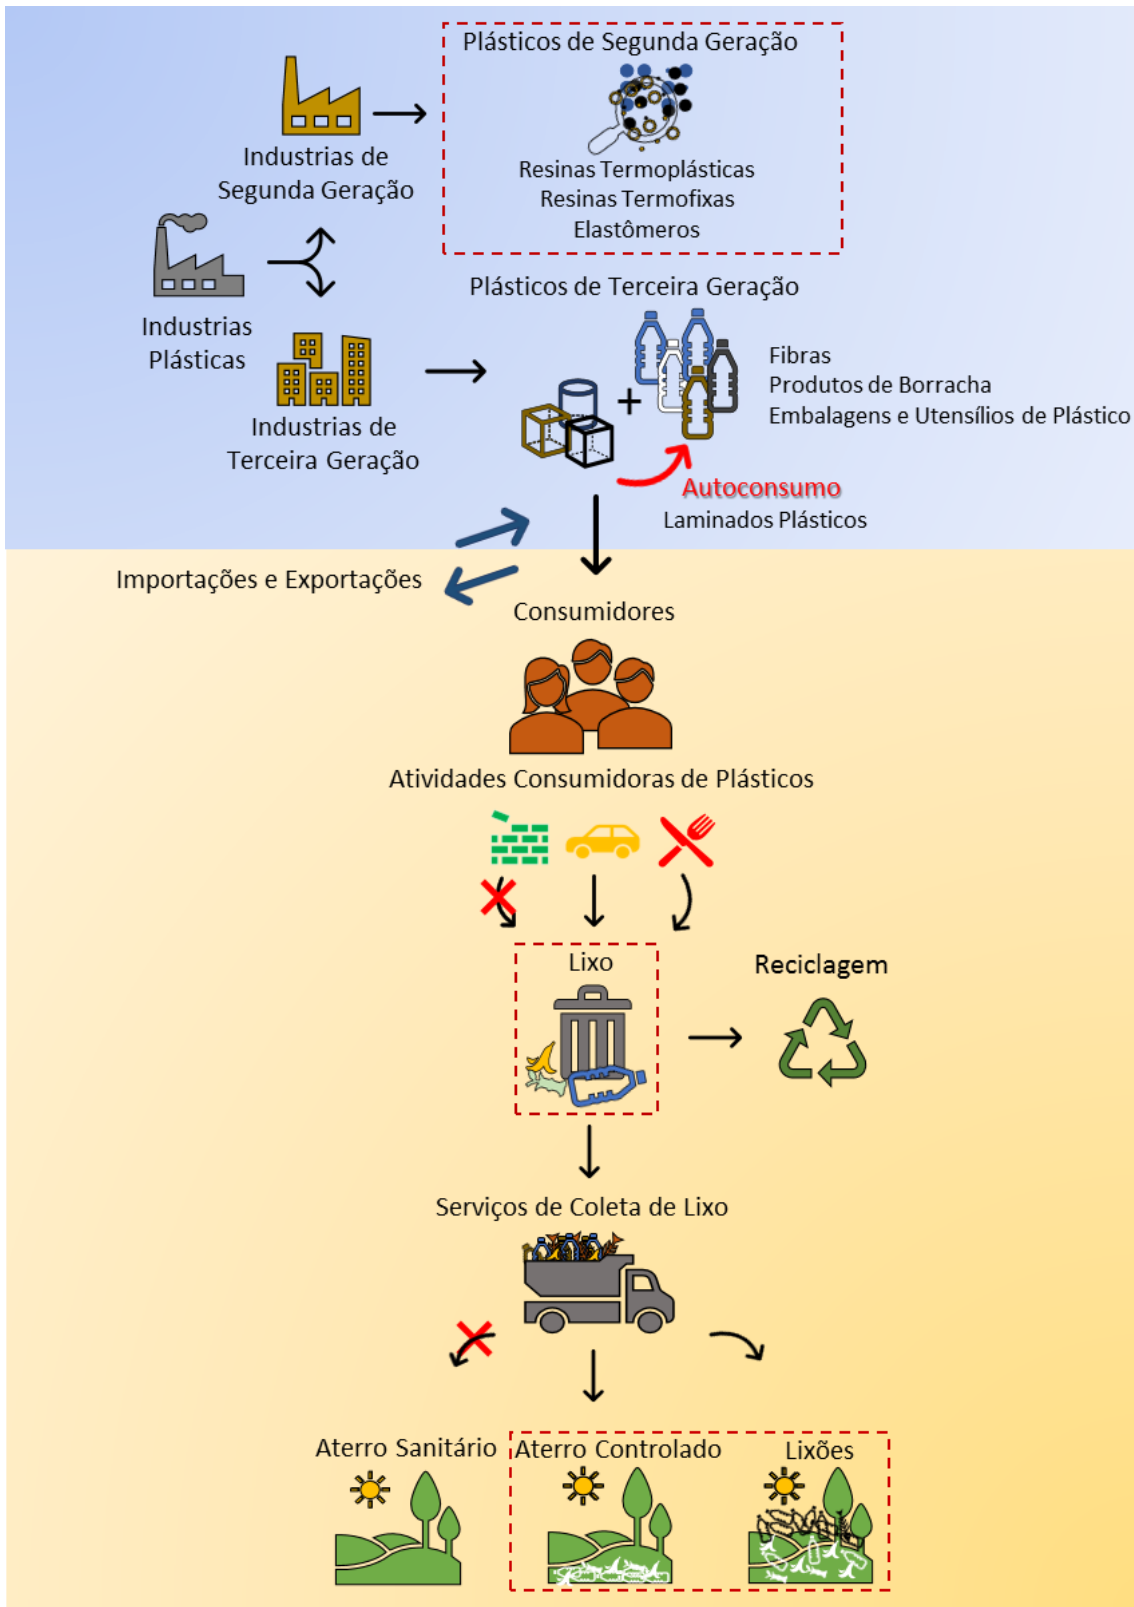 Plásticos de Segunda Geração
Resinas Termoplásticas
Resinas Termofixas
Elastômeros
Industrias de
Segunda Geração
Industrias
Plásticas
Plásticos de Terceira Geração
Fibras
Produtos de Borracha
Embalagens e Utensílios de Plástico
+
Industrias de
Terceira Geração
Autoconsumo
Laminados Plásticos
Importações e Exportações
Consumidores
Atividades Consumidoras de Plásticos
Lixo
Reciclagem
Serviços de Coleta de Lixo
Aterro Sanitário
Aterro Controlado
Lixões